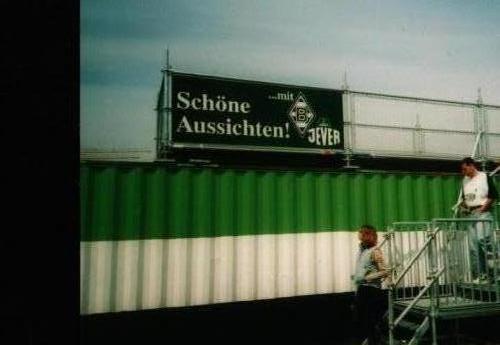 ...mit
Schöne
Aussichten!
B
JEVER